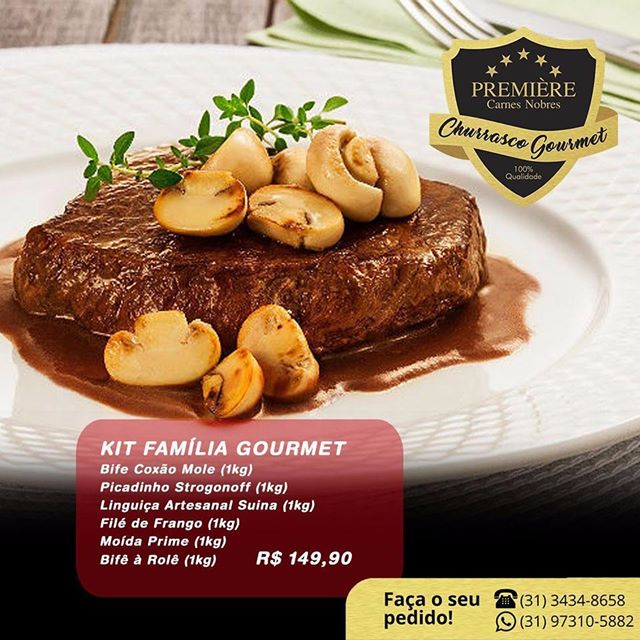 PREMIÈRE
Carnes Nobres
Churrasco Gourmet
100%
Qualidade
KIT FAMÍLIA GOURMET
Bife Coxão Mole (1kg)
Picadinho Strogonoff (1kg)
Linguiça Artesanal Suina (1kg)
Filé de Frango (1kg)
Moída Prime (1kg)
Bifê à Rolê (1kg) R$ 149,90
Faça o seu
pedido!
(31) 3434-8658
(31) 97310-5882